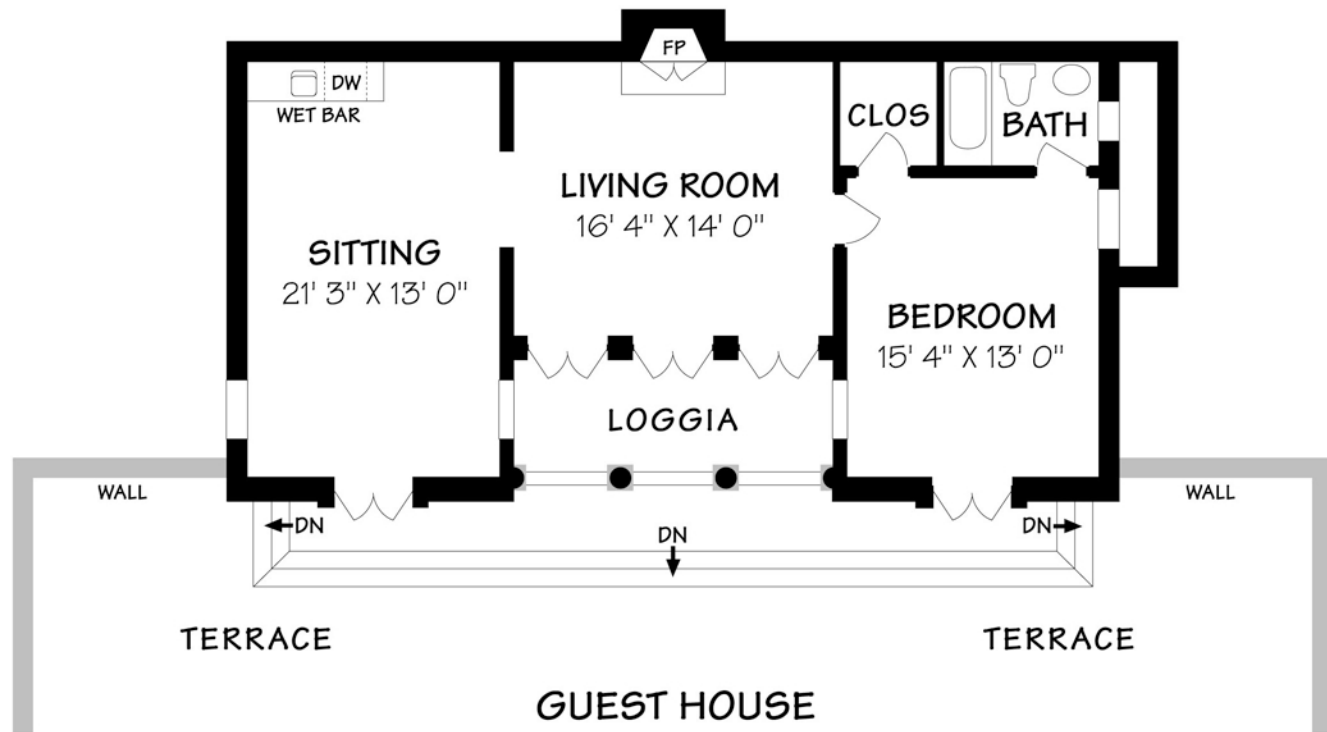 FP
DW
WET BAR
CLOS
BATH
LIVING ROOM
16' 4" X 14' 0"
SITTING
21' 3" X 13' 0"
BEDROOM
15' 4" X 13' 0"
LOGGIA
WALL
WALL
DN
DN
DN
TERRACE
TERRACE
GUEST HOUSE